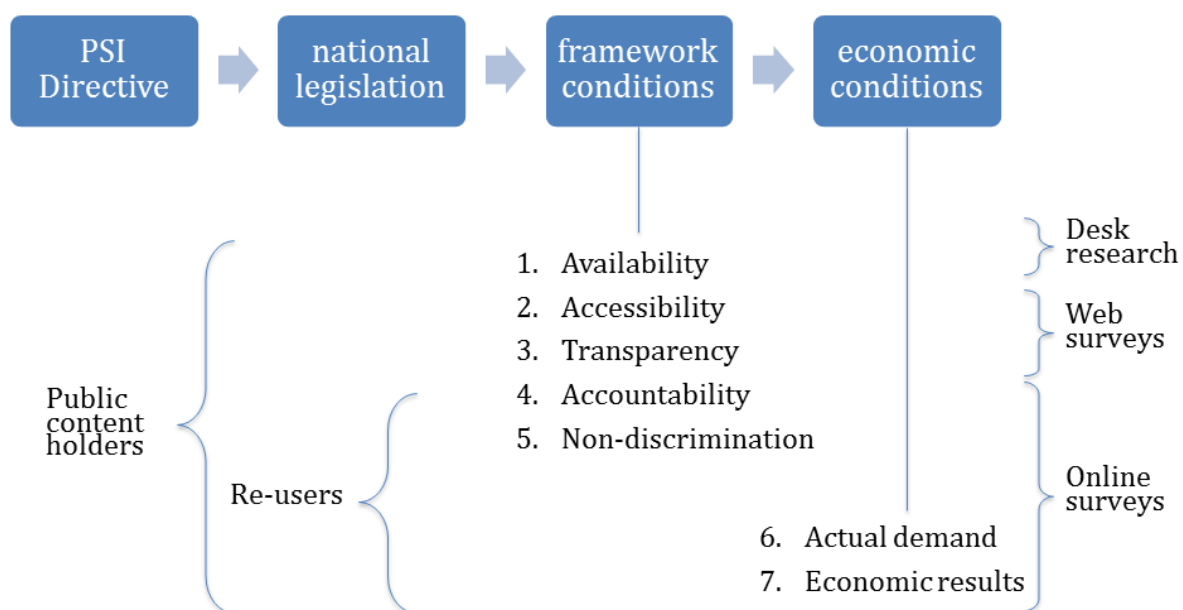 PSI
Directive
national
legislation
framework
conditions
economic
conditions
Desk
research
1. Availability
2. Accessibility
3. Transparency
4. Accountability
5. Non-discrimination
Web
surveys
Public
content
holders
Re-users
Online
surveys
6. Actual demand
7. Economic results